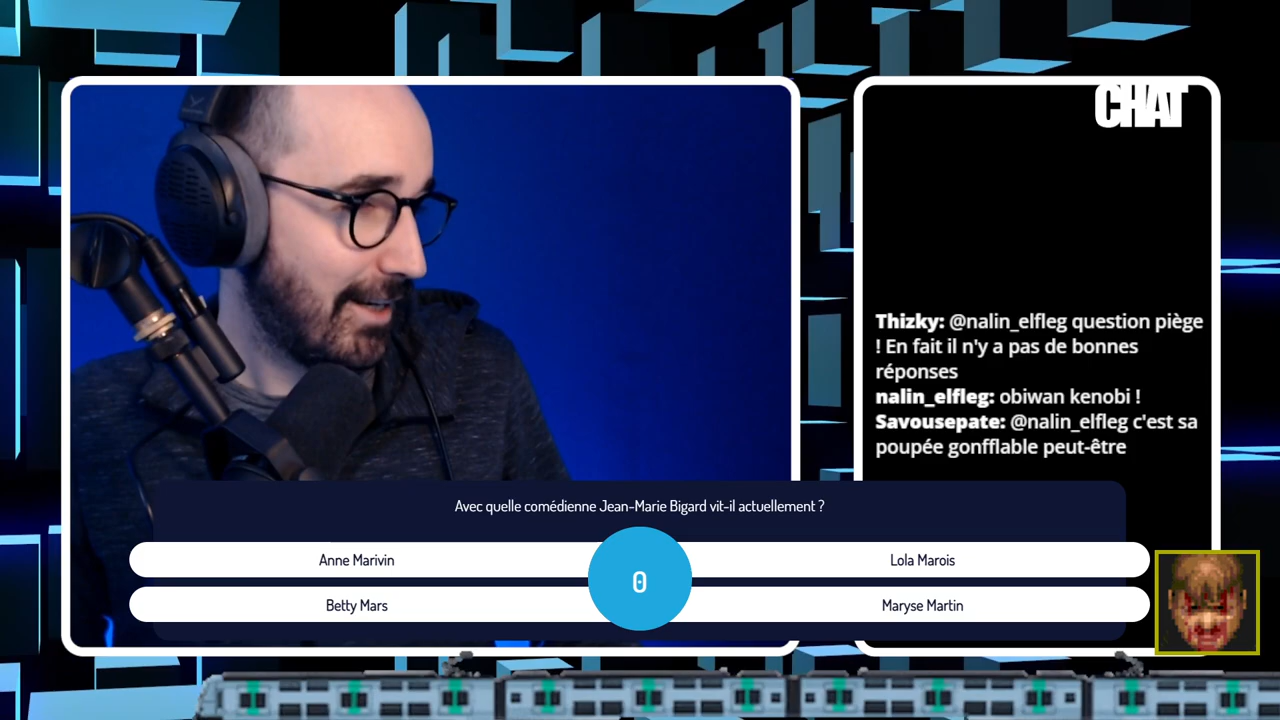 CHAT
Thizky: @nalin_elfleg question piège
! En fait il n'y a pas de bonnes
réponses
nalin_elfleg: obiwan kenobi !
Savousepate: @nalin_elfleg c'est sa
poupée gonfflable peut-être
Avec quelle comédienne Jean-Marie Bigard vit-il actuellement ?
Anne Marivin
Lola Marois
0
Betty Mars
Maryse Martin